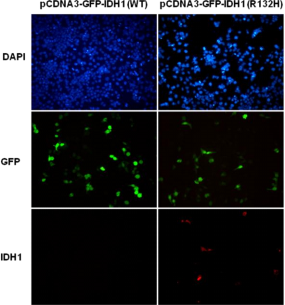 pCDNA3-GFP-IDH1 (WT) pCDNA3-GFP-IDH1 (R132H)
DAPI
GFP
IDH1